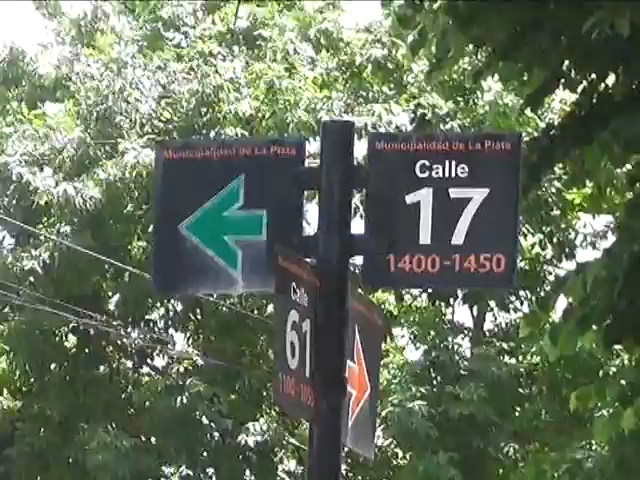 Municipalidad de La Plata
Municipalidad de La Plata
Calle
17
1400-1450
Calle
61